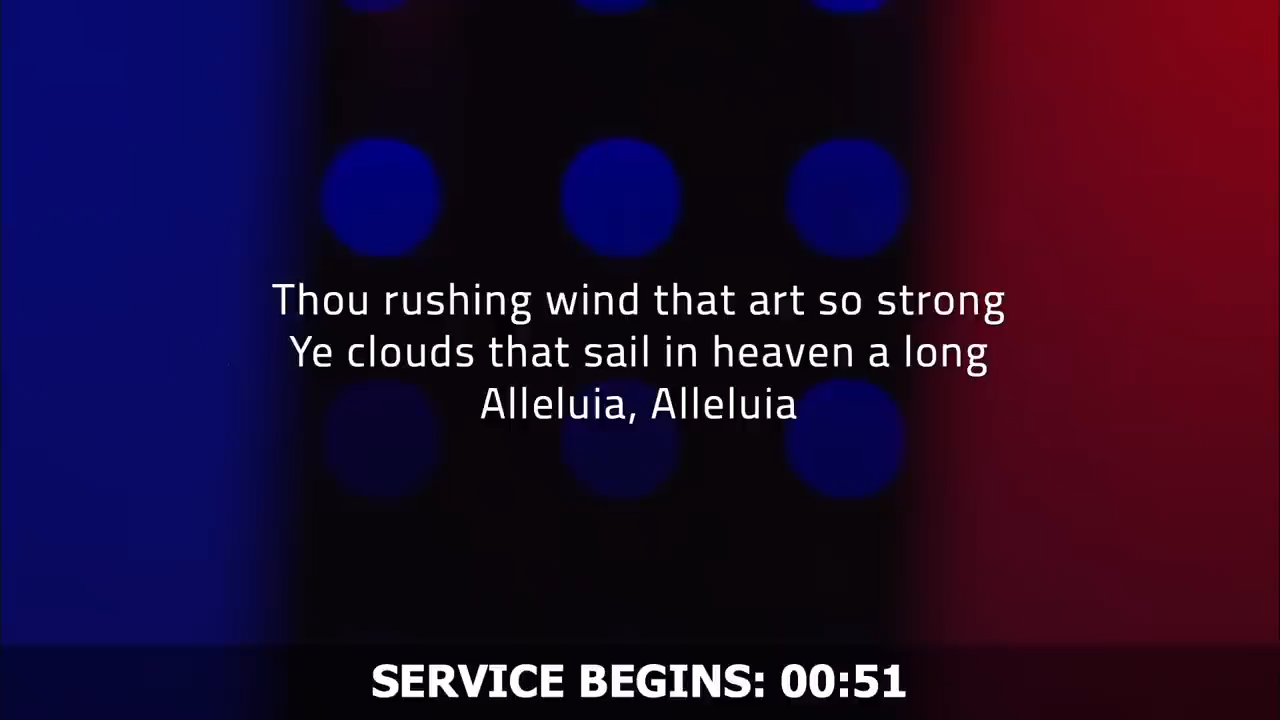 Thou rushing wind that art so strong
Ye clouds that sail in heaven a long
Alleluia, Alleluia
SERVICE BEGINS: 00:51